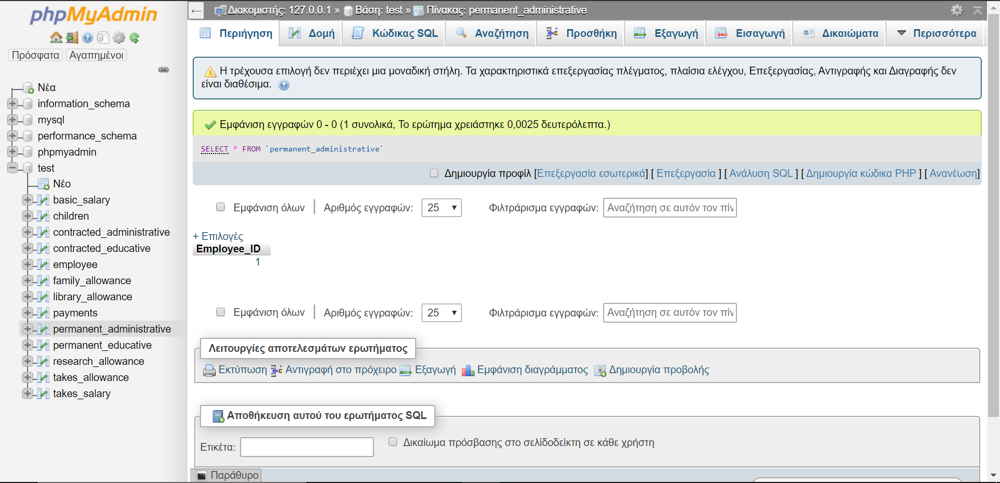 phpMyAdmin
Πρόσφατα Αγαπημένοι
Νέα
information_schema
mysql
performance_schema
phpmyadmin
test
Νέο
basic_salary
children
contracted_administrative
contracted_educative
employee
family_allowance
library_allowance
payments
permanent_administrative
permanent_educative
research_allowance
takes_allowance
takes_salary
Διακομιστής: 127.0.0.1 » Βάση: test » Πίνακας: permanent_administrative
Περιήγηση Δομή Κώδικας SQL Αναζήτηση Προσθήκη Εξαγωγή Εισαγωγή Δικαιώματα Περισσότερα
Η τρέχουσα επιλογή δεν περιέχει μια μοναδική στήλη. Τα χαρακτηριστικά επεξεργασίας πλέγματος, πλαίσια ελέγχου, Επεξεργασίας, Αντιγραφής και Διαγραφής δεν
είναι διαθέσιμα.
Εμφάνιση εγγραφών 0 - 0 (1 συνολικά, Το ερώτημα χρειάστηκε 0,0025 δευτερόλεπτα.)
SELECT * FROM `permanent_administrative`
Δημιουργία προφίλ [Επεξεργασία εσωτερικά] [ Επεξεργασία ] [ Ανάλυση SQL ] [ Δημιουργία κώδικα PHP ] [ Ανανέωση]
Εμφάνιση όλων | Αριθμός εγγραφών: 25 Φιλτράρισμα εγγραφών: Αναζήτηση σε αυτόν τον πίν
+ Επιλογές
Employee_ID
1
Εμφάνιση όλων | Αριθμός εγγραφών: 25 Φιλτράρισμα εγγραφών: Αναζήτηση σε αυτόν τον πίν
Λειτουργίες αποτελεσμάτων ερωτήματος
Εκτύπωση Αντιγραφή στο πρόχειρο Εξαγωγή Εμφάνιση διαγράμματος Δημιουργία προβολής
Αποθήκευση αυτού του ερωτήματος SQL
Ετικέτα: Δικαίωμα πρόσβασης στο σελίδοδείκτη σε κάθε χρήστη
Παράθυρο